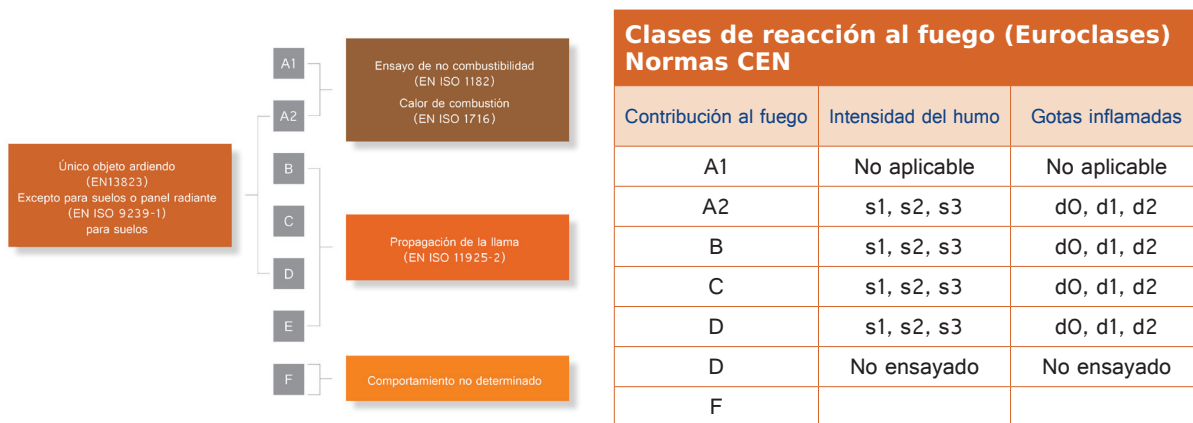 Único objeto ardiendo
(EN13823)
Excepto para suelos o panel radiante
(EN ISO 9239-1)
para suelos
A1
A2
B
C
D
E
F
Ensayo de no combustibilidad
(EN ISO 1182)
Calor de combustión
(EN ISO 1716)
Propagación de la llama
(EN ISO 11925-2)
Comportamiento no determinado
Clases de reacción al fuego (Euroclases)
Normas CEN
Contribución al fuego Intensidad del humo Gotas inflamadas
A1 No aplicable No aplicable
A2 s1, s2, s3 d0, d1, d2
B s1, s2, s3 d0, d1, d2
C s1, s2, s3 d0, d1, d2
D s1, s2, s3 d0, d1, d2
D No ensayado No ensayado
F